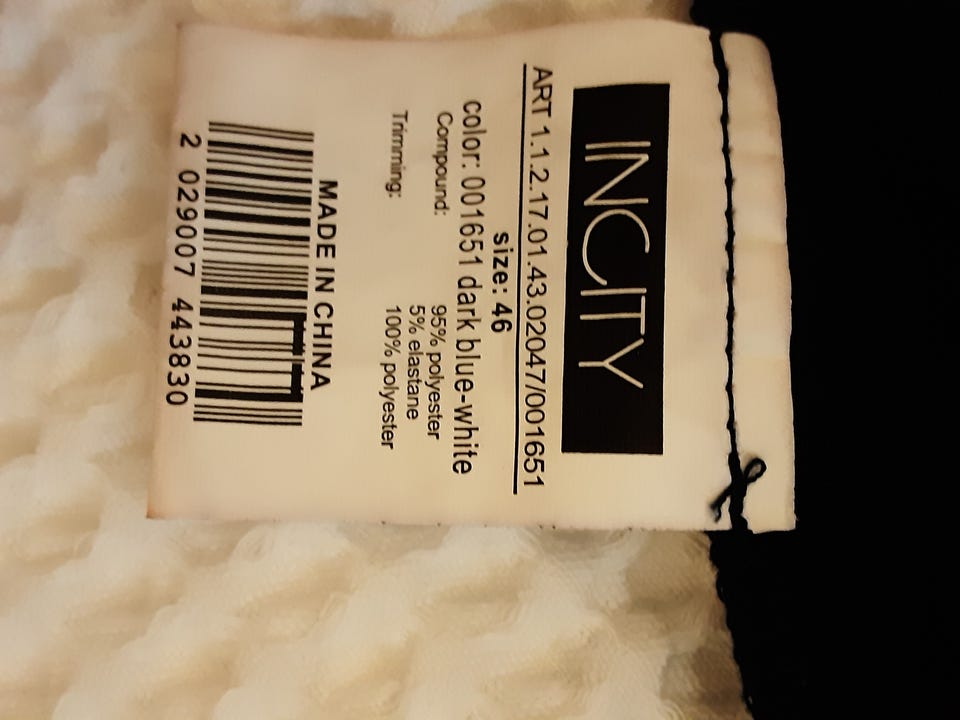 INCITY
ART 1.1.2.17.01.43.02047/001651
size: 46
color: 001651 dark blue-white
Compound: 95% polyester
5% elastane
Trimming: 100% polyester
MADE IN CHINA
2 029007 443830